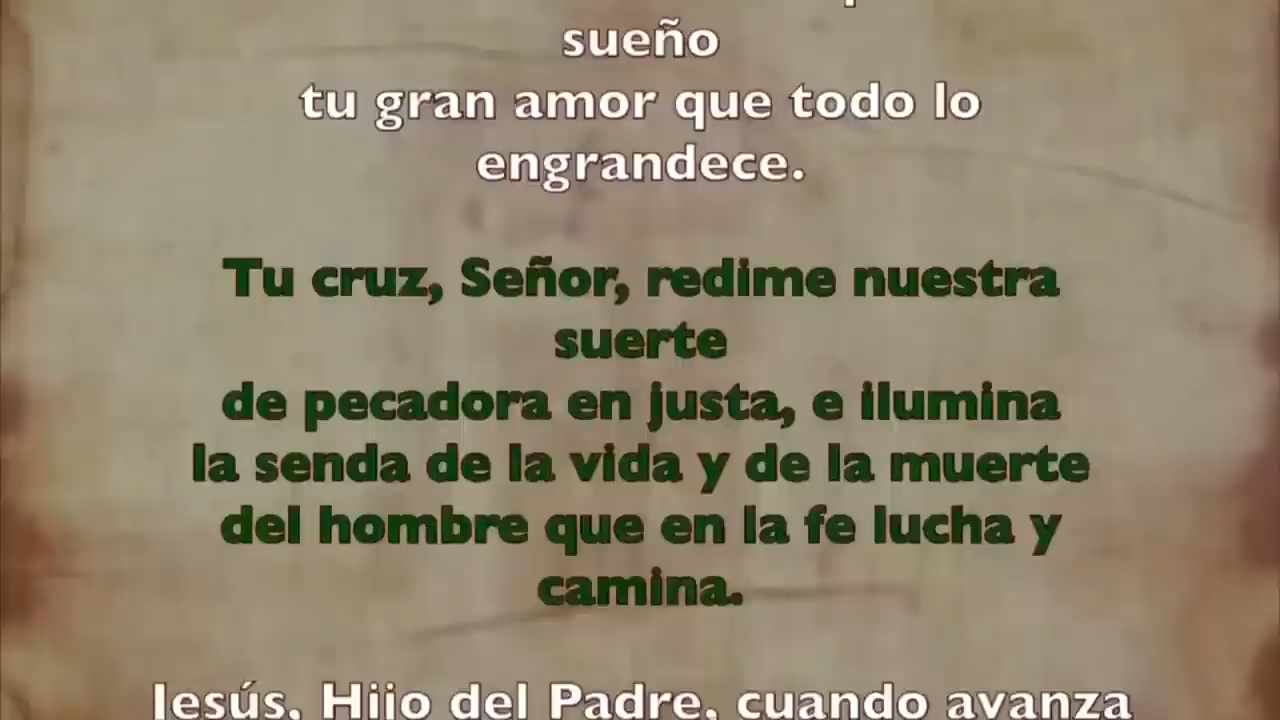 sueño
tu gran amor que todo lo
engrandece.
Tu cruz, Señor, redime nuestra
suerte
de pecadora en justa, e ilumina
la senda de la vida y de la muerte
del hombre que en la fe lucha y
camina.
Jesús, Hijo del Padre, cuando avanza